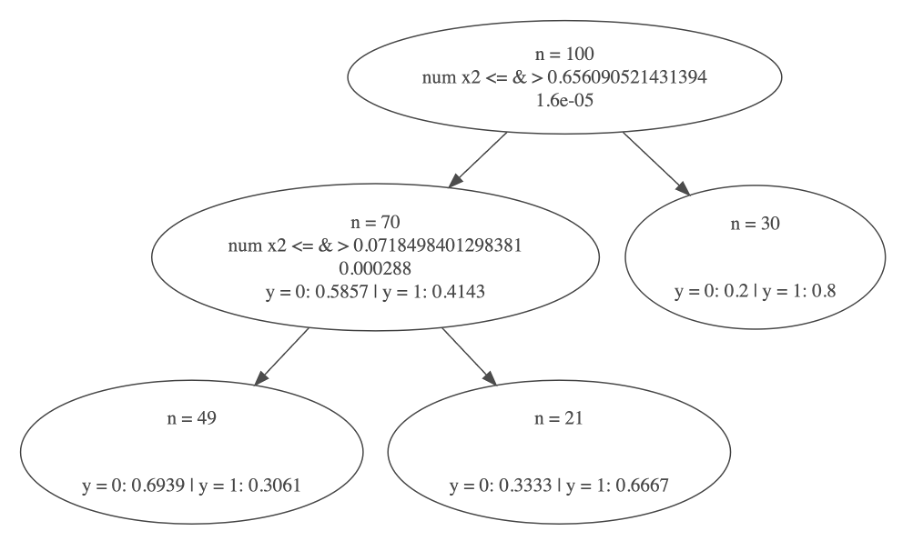 n = 100
num x2 <= & > 0.656090521431394
1.6e-05
n = 70
num x2 <= & > 0.0718498401298381
0.000288
y = 0: 0.5857 | y = 1: 0.4143
n = 30
y = 0: 0.2 | y = 1: 0.8
n = 49
y = 0: 0.6939 | y = 1: 0.3061
n = 21
y = 0: 0.3333 | y = 1: 0.6667